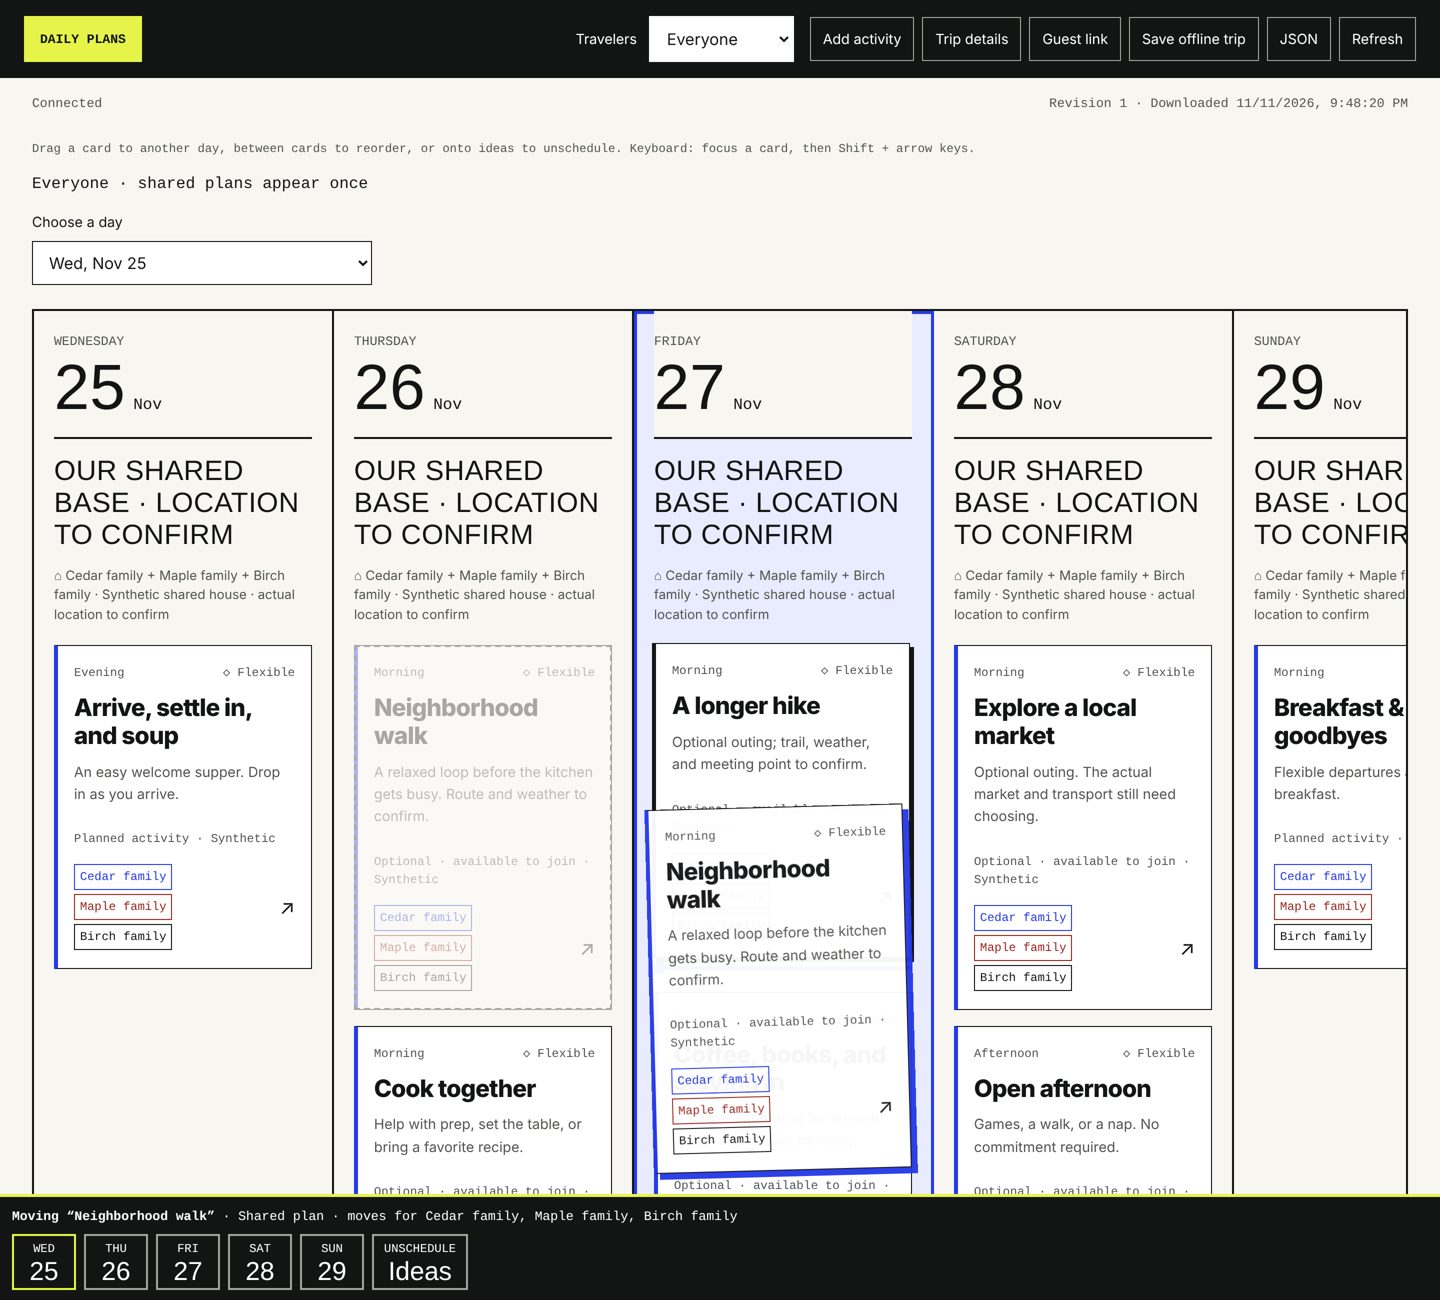 DAILY PLANS
Travelers
Everyone
Add activity
Trip details
Guest link
Save offline trip
JSON
Refresh
Connected
Revision 1 · Downloaded 11/11/2026, 9:48:20 PM
Drag a card to another day, between cards to reorder, or onto ideas to unschedule. Keyboard: focus a card, then Shift + arrow keys.
Everyone · shared plans appear once
Choose a day
Wed, Nov 25
WEDNESDAY
25 Nov
OUR SHARED
BASE · LOCATION
TO CONFIRM
⌂ Cedar family + Maple family + Birch
family · Synthetic shared house · actual
location to confirm
Evening
◇ Flexible
Arrive, settle in,
and soup
An easy welcome supper. Drop
in as you arrive.
Planned activity · Synthetic
Cedar family
Maple family
↗
Birch family
THURSDAY
26 Nov
OUR SHARED
BASE · LOCATION
TO CONFIRM
⌂ Cedar family + Maple family + Birch
family · Synthetic shared house · actual
location to confirm
Morning
◇ Flexible
Neighborhood
walk
A relaxed loop before the kitchen
gets busy. Route and weather to
confirm.
Optional · available to join ·
Synthetic
Cedar family
Maple family
↗
Birch family
Morning
◇ Flexible
Cook together
Help with prep, set the table, or
bring a favorite recipe.
Optional · available to join ·
FRIDAY
27 Nov
OUR SHARED
BASE · LOCATION
TO CONFIRM
⌂ Cedar family + Maple family + Birch
family · Synthetic shared house · actual
location to confirm
Morning
◇ Flexible
A longer hike
Optional outing; trail, weather,
and meeting point to confirm.
Optional ·
Morning
◇ Flexible
Neighborhood
walk
A relaxed loop before the kitchen
gets busy. Route and weather to
confirm.
Optional · available to join ·
Synthetic
Coffee, books, and
Cedar family
Maple family
↗
Birch family
Optional · available to join ·
SATURDAY
28 Nov
OUR SHARED
BASE · LOCATION
TO CONFIRM
⌂ Cedar family + Maple family + Birch
family · Synthetic shared house · actual
location to confirm
Morning
◇ Flexible
Explore a local
market
Optional outing. The actual
market and transport still need
choosing.
Optional · available to join ·
Synthetic
Cedar family
Maple family
↗
Birch family
Afternoon
◇ Flexible
Open afternoon
Games, a walk, or a nap. No
commitment required.
Optional · available to join ·
SUNDAY
29 Nov
OUR SHAR
BASE · LOC
TO CONFIR
⌂ Cedar family + Maple f
family · Synthetic shared
location to confirm
Morning
Breakfast &
goodbyes
Flexible departures
breakfast.
Planned activity ·
Cedar family
Maple family
Birch family
Moving “Neighborhood walk” · Shared plan · moves for Cedar family, Maple family, Birch family
WED
25
THU
26
FRI
27
SAT
28
SUN
29
UNSCHEDULE
Ideas